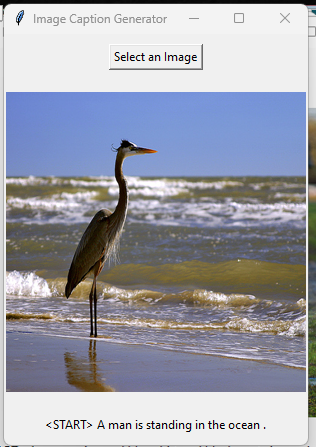 Image Caption Generator
Select an Image
<START> A man is standing in the ocean .